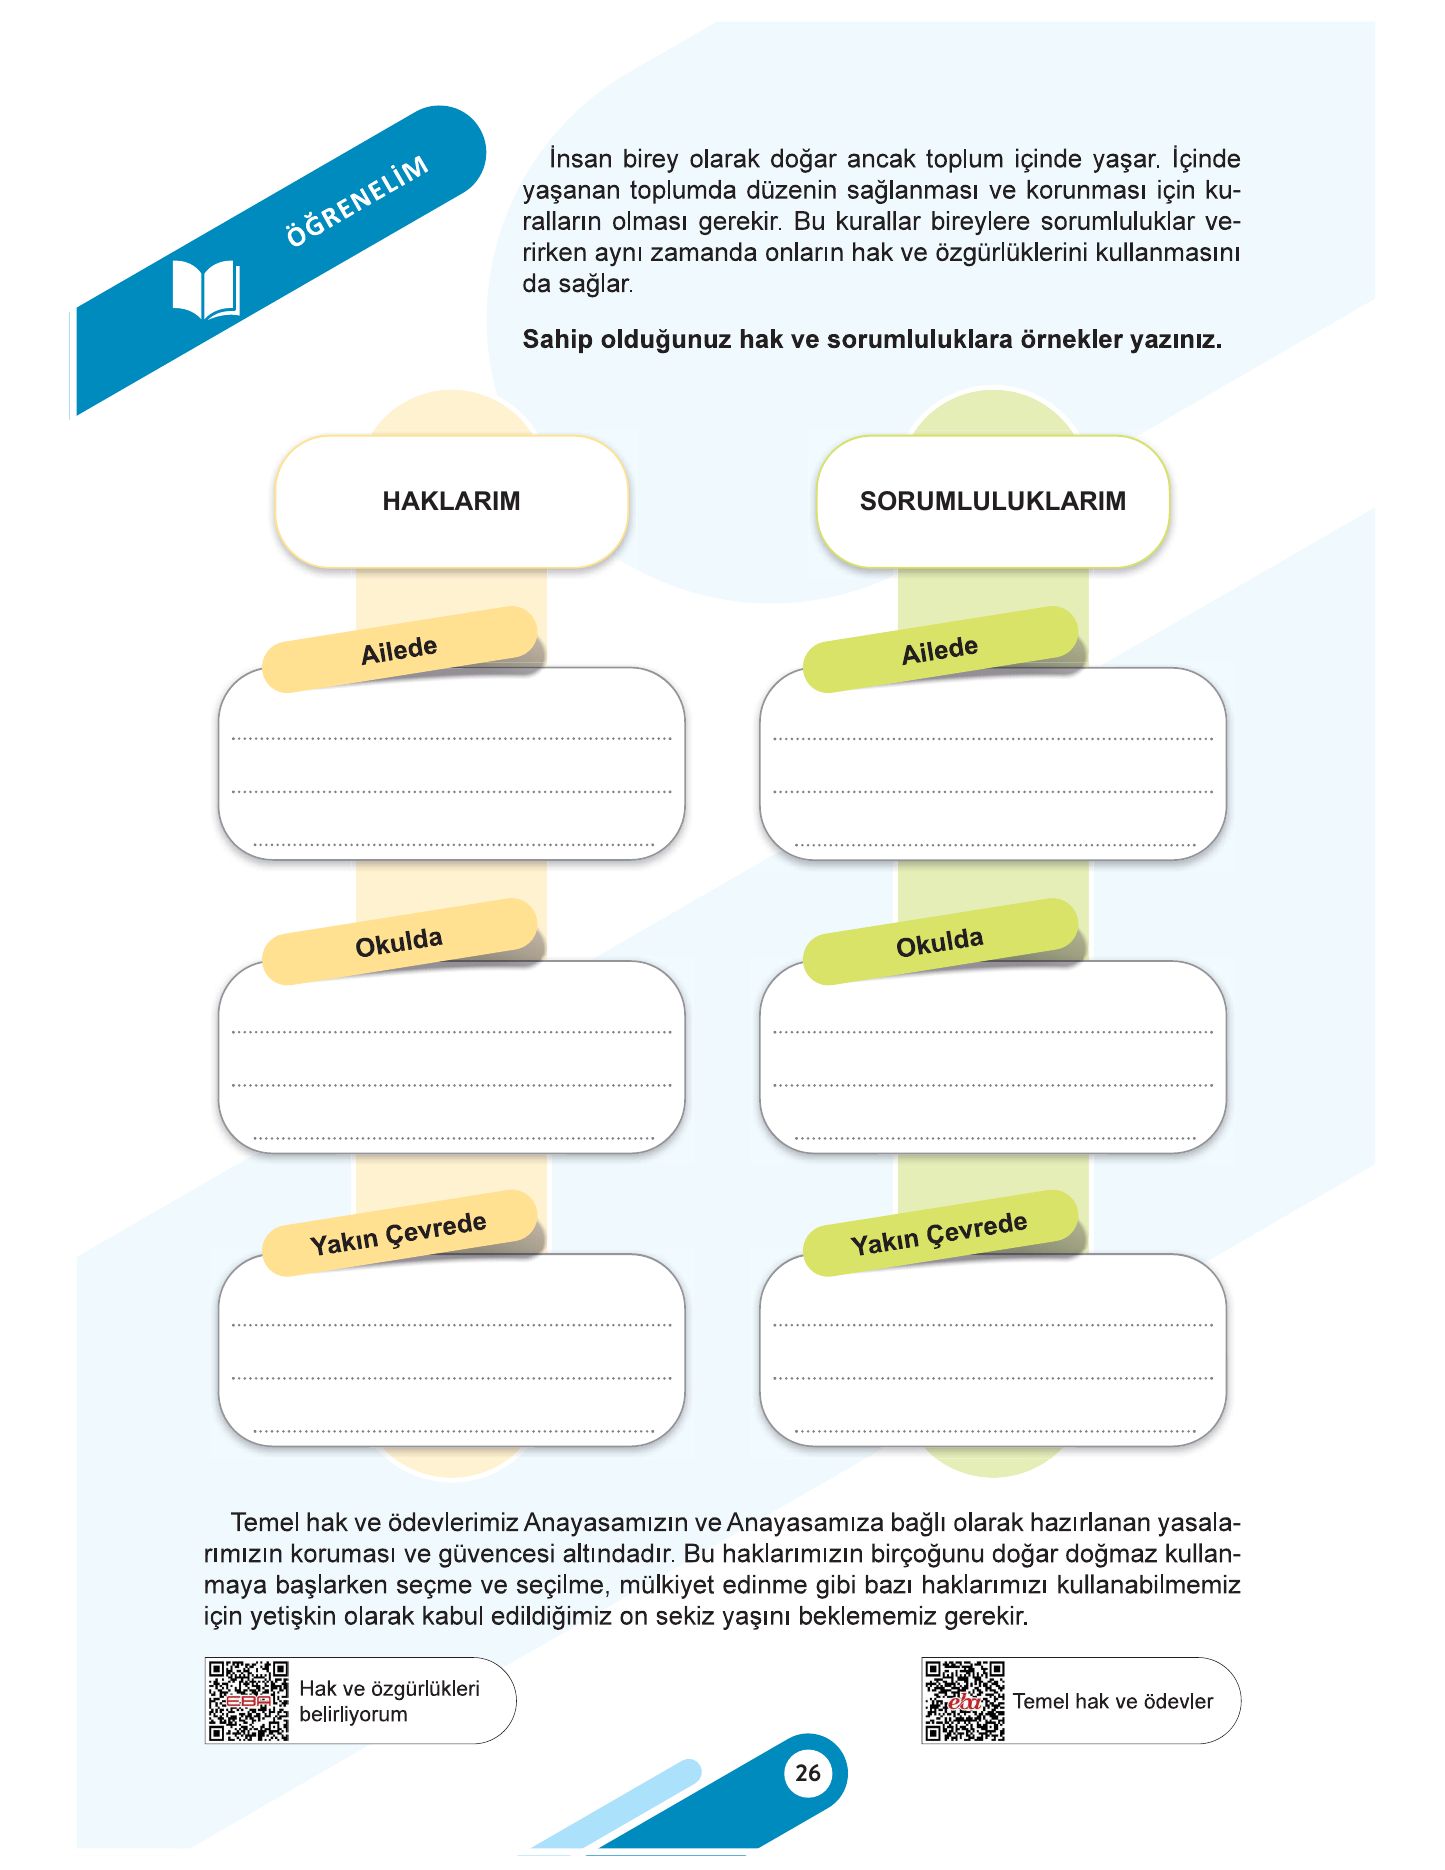 ÖĞRENELİM
İnsan birey olarak doğar ancak toplum içinde yaşar. İçinde
yaşanan toplumda düzenin sağlanması ve korunması için ku-
ralların olması gerekir. Bu kurallar bireylere sorumluluklar ve-
rirken aynı zamanda onların hak ve özgürlüklerini kullanmasını
da sağlar.
Sahip olduğunuz hak ve sorumluluklara örnekler yazınız.
HAKLARIM
SORUMLULUKLARIM
Ailede
Ailede
Okulda
Okulda
Yakın Çevrede
Yakın Çevrede
Temel hak ve ödevlerimiz Anayasamızın ve Anayasamıza bağlı olarak hazırlanan yasala-
rımızın koruması ve güvencesi altındadır. Bu haklarımızın birçoğunu doğar doğmaz kullan-
maya başlarken seçme ve seçilme, mülkiyet edinme gibi bazı haklarımızı kullanabilmemiz
için yetişkin olarak kabul edildiğimiz on sekiz yaşını beklememiz gerekir.
EBA
Hak ve özgürlükleri
belirliyorum
eba
Temel hak ve ödevler
26